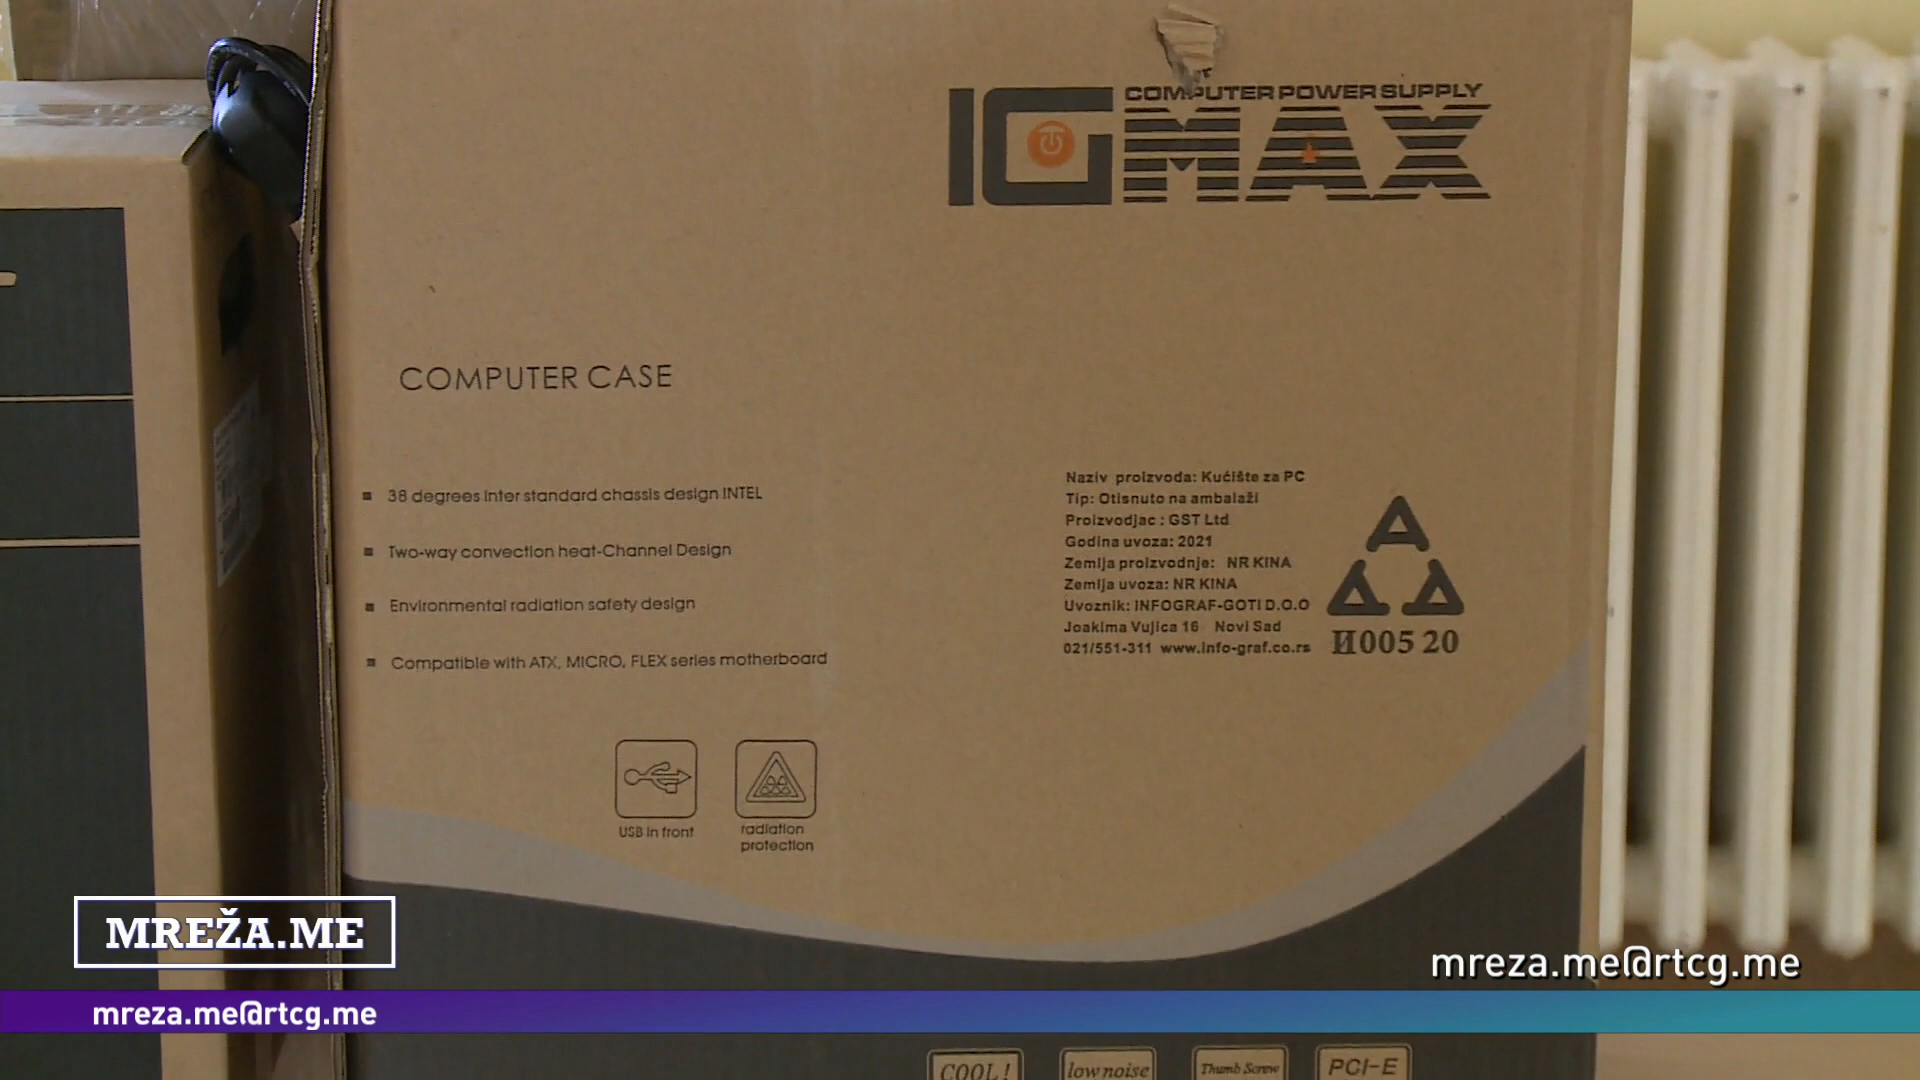 COMPUTER POWER SUPPLY
IGMAX
COMPUTER CASE
38 degrees inter standard chassis design INTEL
Two-way convection heat-Channel Design
Environmental radiation safety design
Compatible with ATX, MICRO, FLEX series motherboard
USB in front
radiation
protection
Naziv proizvoda: Kućište za PC
Tip: Otisnuto na ambalaži
Proizvodjac : GST Ltd
Godina uvoza: 2021
Zemlja proizvodnje: NR KINA
Zemlja uvoza: NR KINA
Uvoznik: INFOGRAF-GOTI D.O.O
Joakima Vujica 16 Novi Sad
021/551-311 www.info-graf.co.rs
И005 20
MREŽA.ME
mreza.me@rtcg.me
mreza.me@rtcg.me
COOL!
low noise
Thumb Screw
PCI-E